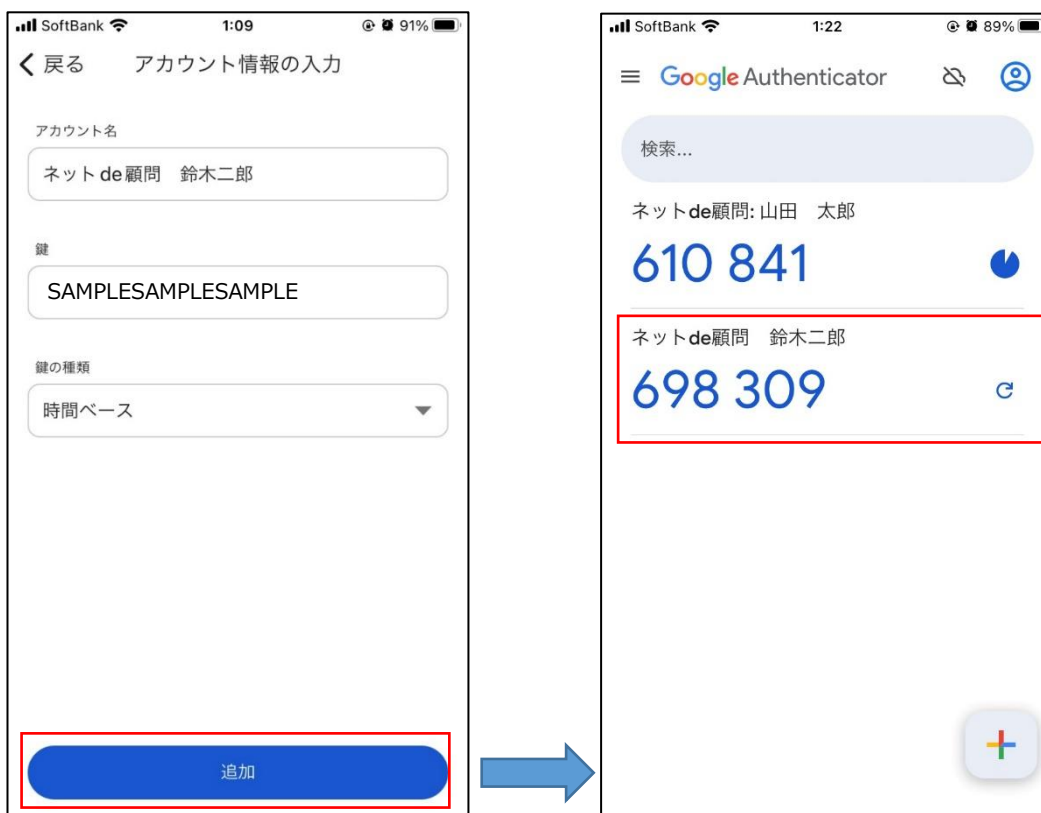 SoftBank 1:09 91%
戻る アカウント情報の入力
アカウント名
ネットde顧問　鈴木二郎
鍵
SAMPLESAMPLESAMPLE
鍵の種類
時間ベース
追加
SoftBank 1:22 89%
Google Authenticator
検索...
ネットde顧問: 山田　太郎
610 841
ネットde顧問　鈴木二郎
698 309